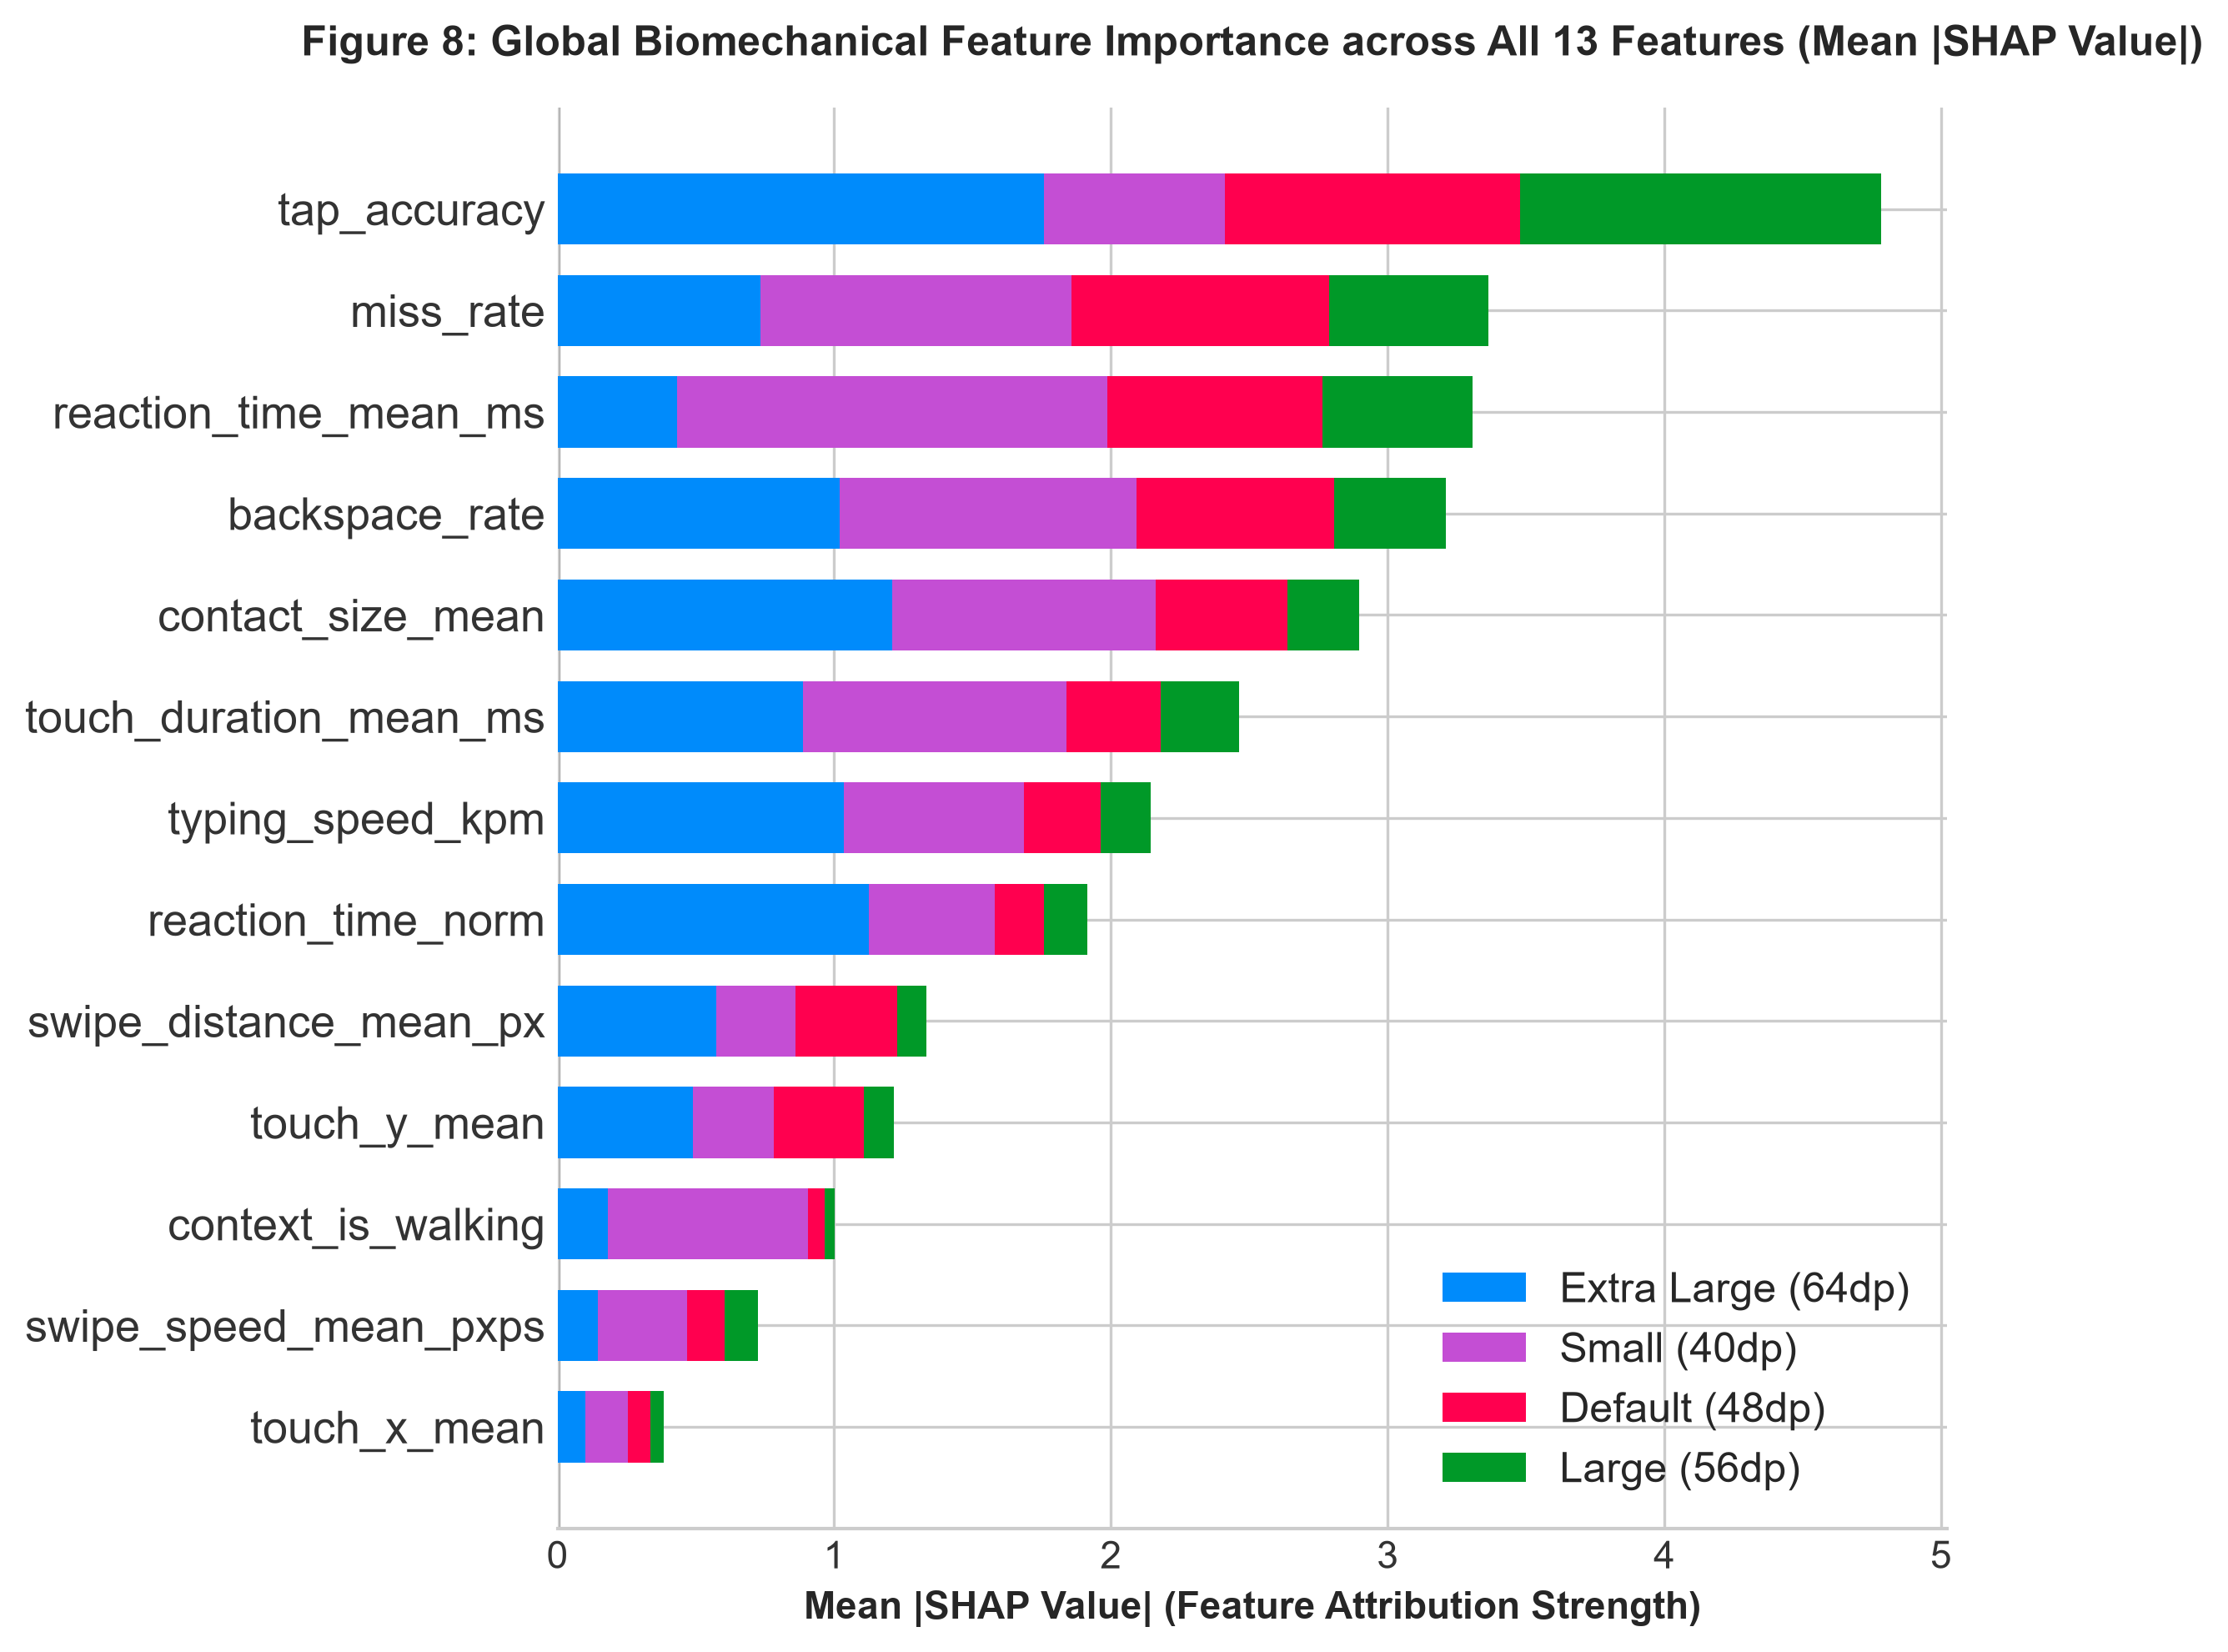 Figure 8: Global Biomechanical Feature Importance across All 13 Features (Mean |SHAP Value|)
tap_accuracy
miss_rate
reaction_time_mean_ms
backspace_rate
contact_size_mean
touch_duration_mean_ms
typing_speed_kpm
reaction_time_norm
swipe_distance_mean_px
touch_y_mean
context_is_walking
swipe_speed_mean_pxps
touch_x_mean
Extra Large (64dp)
Small (40dp)
Default (48dp)
Large (56dp)
0 1 2 3 4 5
Mean |SHAP Value| (Feature Attribution Strength)